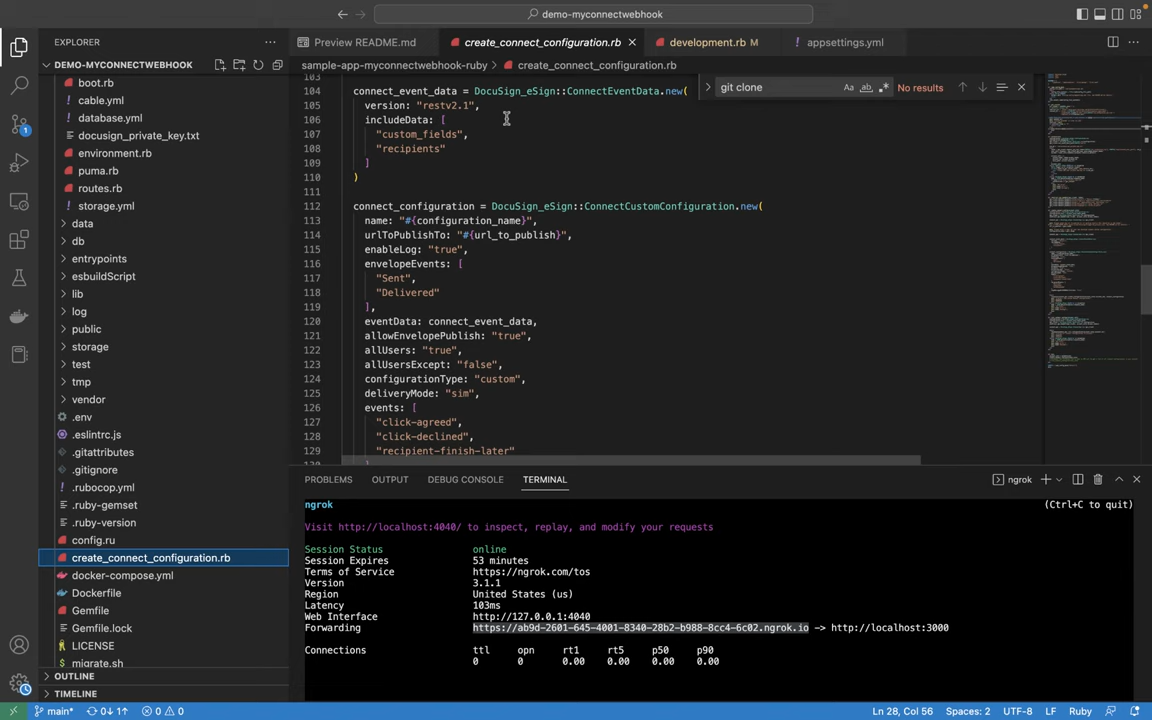 demo-myconnectwebhook
EXPLORER
DEMO-MYCONNECTWEBHOOK
boot.rb
cable.yml
database.yml
docusign_private_key.txt
environment.rb
puma.rb
routes.rb
storage.yml
data
db
entrypoints
esbuildScript
lib
log
public
storage
test
tmp
vendor
.env
.eslintrc.js
.gitattributes
.gitignore
.rubocop.yml
.ruby-gemset
.ruby-version
config.ru
create_connect_configuration.rb
docker-compose.yml
Dockerfile
Gemfile
Gemfile.lock
LICENSE
migrate.sh
OUTLINE
TIMELINE
Preview README.md
create_connect_configuration.rb
development.rb M
appsettings.yml
sample-app-myconnectwebhook-ruby > create_connect_configuration.rb
git clone
Aa
ab
No results
103
104 connect_event_data = DocuSign_eSign::ConnectEventData.new(
105 version: "restv2.1",
106 includeData: [
107 "custom_fields",
108 "recipients"
109 ]
110 )
111
112 connect_configuration = DocuSign_eSign::ConnectCustomConfiguration.new(
113 name: "#{configuration_name}",
114 urlToPublishTo: "#{url_to_publish}",
115 enableLog: "true",
116 envelopeEvents: [
117 "Sent",
118 "Delivered"
119 ],
120 eventData: connect_event_data,
121 allowEnvelopePublish: "true",
122 allUsers: "true",
123 allUsersExcept: "false",
124 configurationType: "custom",
125 deliveryMode: "sim",
126 events: [
127 "click-agreed",
128 "click-declined",
129 "recipient-finish-later"
PROBLEMS OUTPUT DEBUG CONSOLE TERMINAL
ngrok
ngrok (Ctrl+C to quit)
Visit http://localhost:4040/ to inspect, replay, and modify your requests
Session Status online
Session Expires 53 minutes
Terms of Service https://ngrok.com/tos
Version 3.1.1
Region United States (us)
Latency 103ms
Web Interface http://127.0.0.1:4040
Forwarding https://ab9d-2601-645-4001-8340-28b2-b988-8cc4-6c02.ngrok.io -> http://localhost:3000
Connections ttl opn rt1 rt5 p50 p90
0 0 0.00 0.00 0.00 0.00
main* 0↓ 1↑ 0 0
Ln 28, Col 56 Spaces: 2 UTF-8 LF Ruby